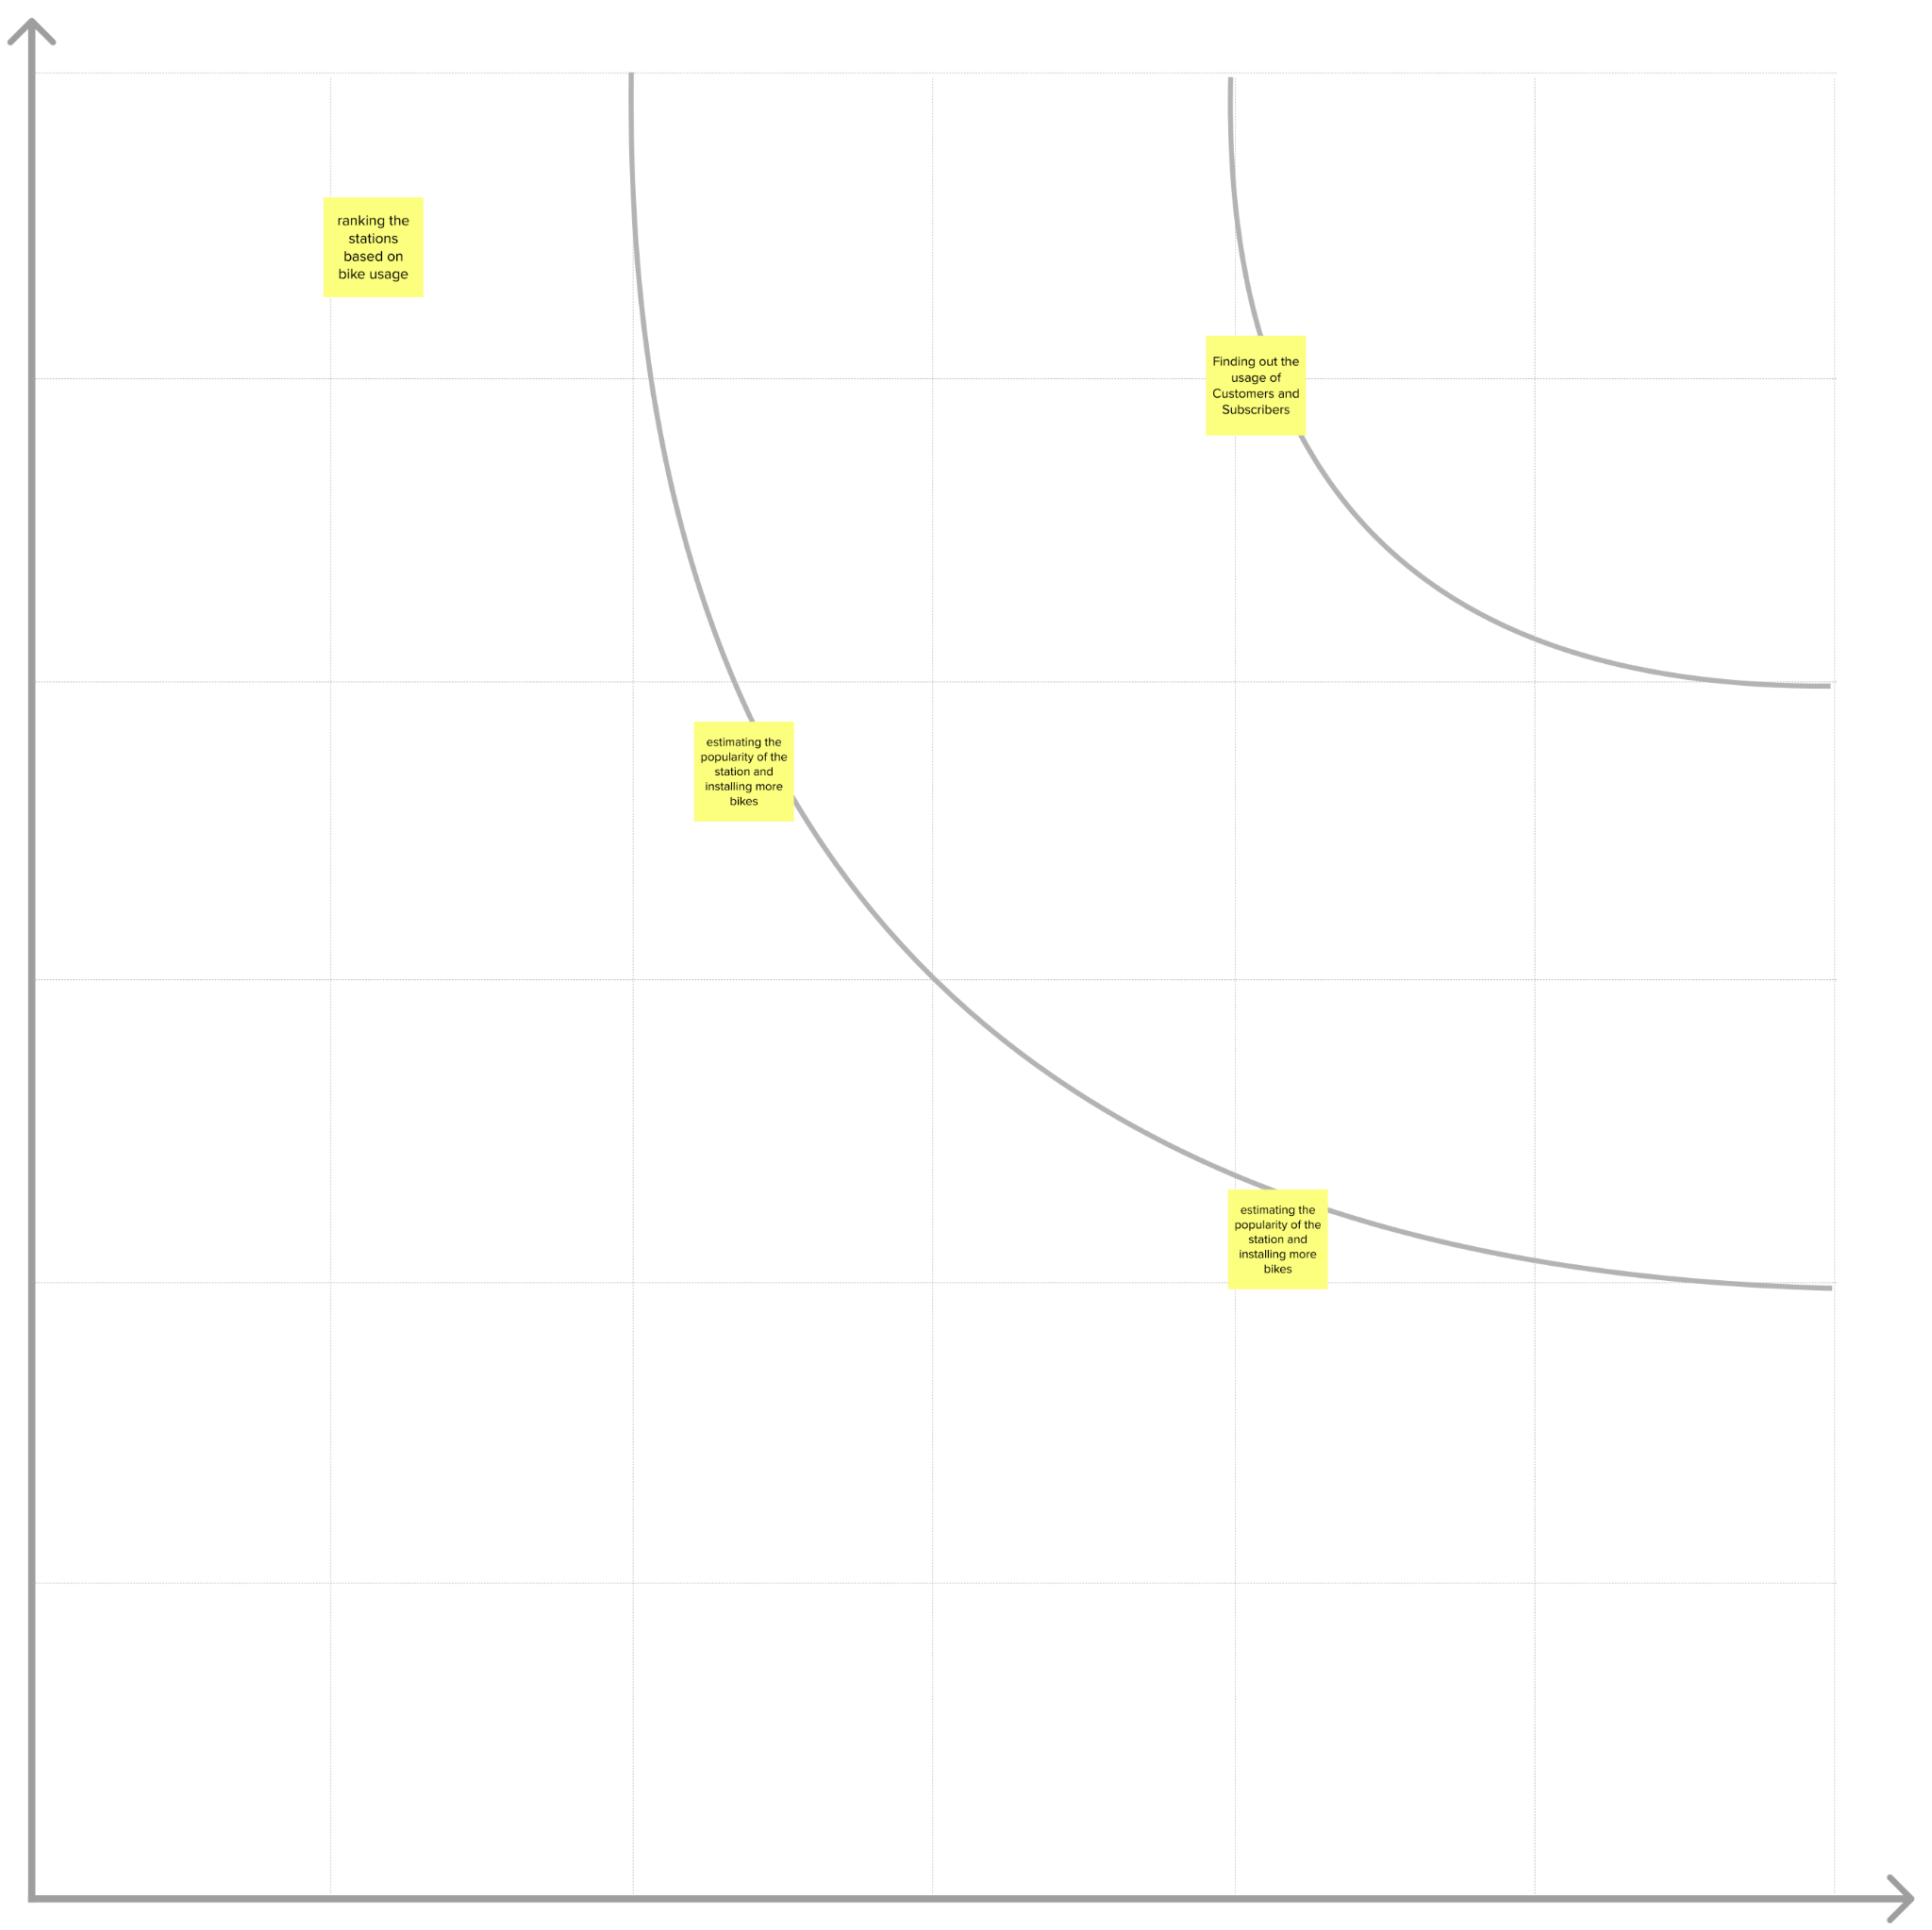 ranking the
stations
based on
bike usage
Finding out the
usage of
Customers and
Subscribers
estimating the
popularity of the
station and
installing more
bikes
estimating the
popularity of the
station and
installing more
bikes